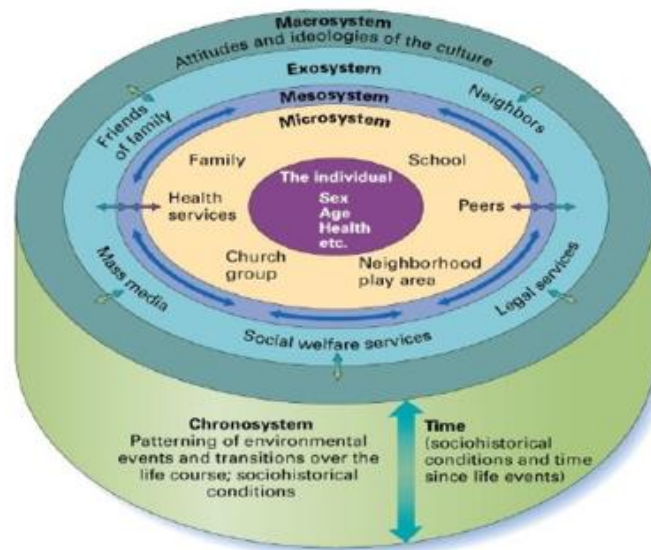 Macrosystem
Attitudes and ideologies of the culture
Exosystem
Mesosystem
Microsystem
Friends
of family
Neighbors
Family
School
The individual
Sex
Age
Health
etc.
Health
services
Peers
Church
group
Neighborhood
play area
Mass media
Social welfare services
Legal services
Chronosystem
Patterning of environmental
events and transitions over the
life course; sociohistorical
conditions
Time
(sociohistorical
conditions and time
since life events)